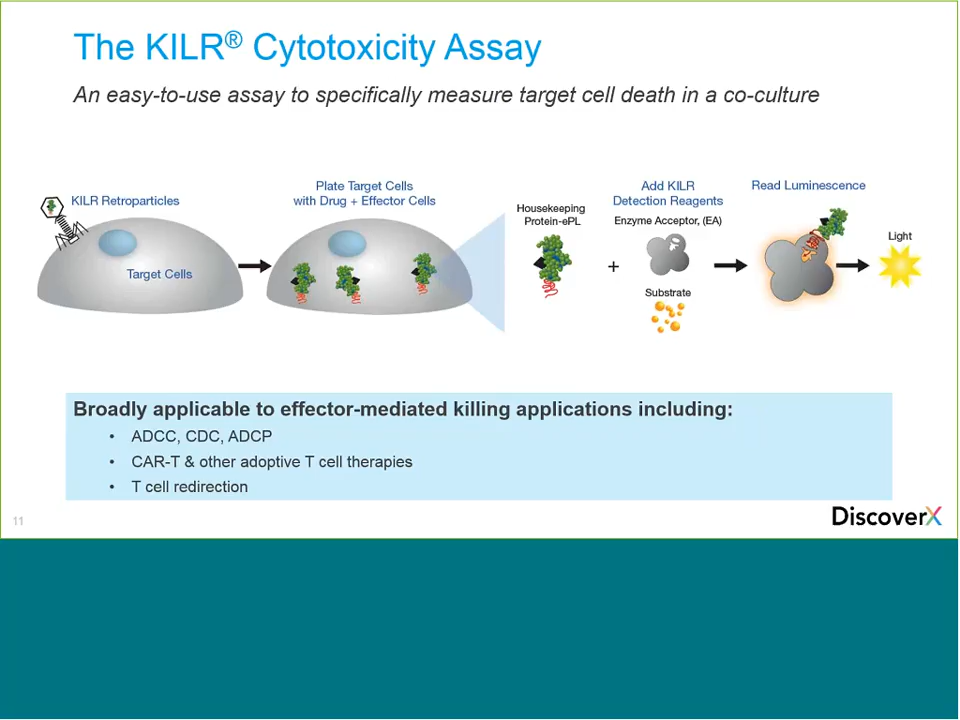 The KILR® Cytotoxicity Assay
An easy-to-use assay to specifically measure target cell death in a co-culture
KILR Retroparticles
Target Cells
Plate Target Cells
with Drug + Effector Cells
Housekeeping
Protein-ePL
+
Add KILR
Detection Reagents
Enzyme Acceptor, (EA)
Substrate
Read Luminescence
Light
Broadly applicable to effector-mediated killing applications including:
• ADCC, CDC, ADCP
• CAR-T & other adoptive T cell therapies
• T cell redirection
11
DiscoverX